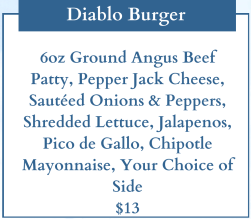 Diablo Burger
6oz Ground Angus Beef
Patty, Pepper Jack Cheese,
Sautéed Onions & Peppers,
Shredded Lettuce, Jalapenos,
Pico de Gallo, Chipotle
Mayonnaise, Your Choice of
Side
$13